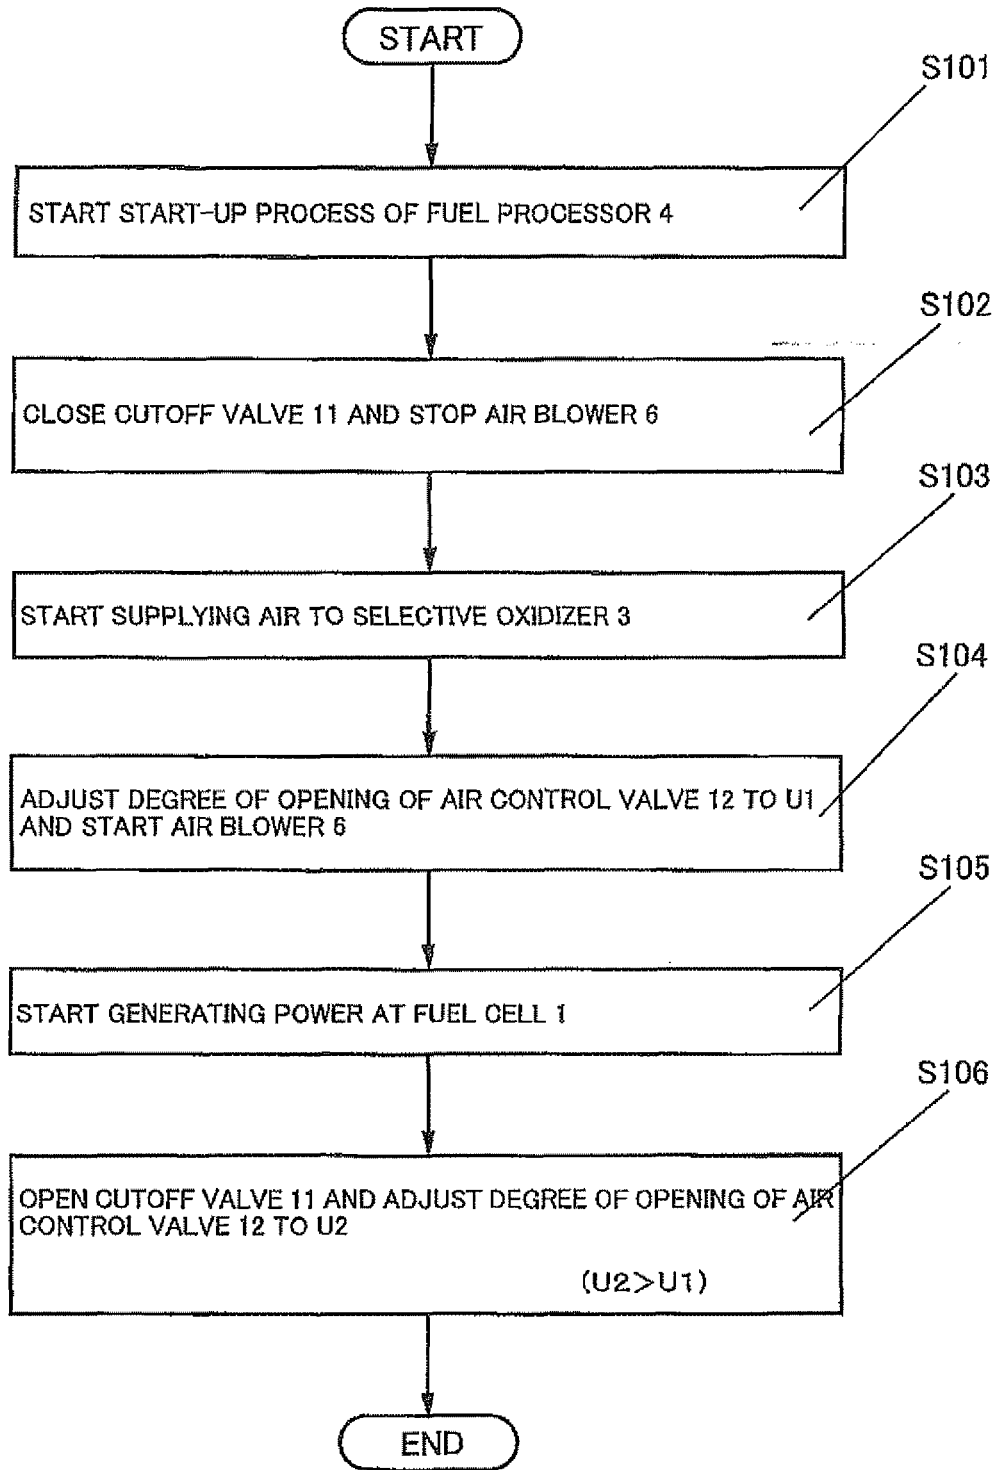 START
S101
START START-UP PROCESS OF FUEL PROCESSOR 4
S102
CLOSE CUTOFF VALVE 11 AND STOP AIR BLOWER 6
S103
START SUPPLYING AIR TO SELECTIVE OXIDIZER 3
S104
ADJUST DEGREE OF OPENING OF AIR CONTROL VALVE 12 TO U1
AND START AIR BLOWER 6
S105
START GENERATING POWER AT FUEL CELL 1
S106
OPEN CUTOFF VALVE 11 AND ADJUST DEGREE OF OPENING OF AIR
CONTROL VALVE 12 TO U2
(U2>U1)
END